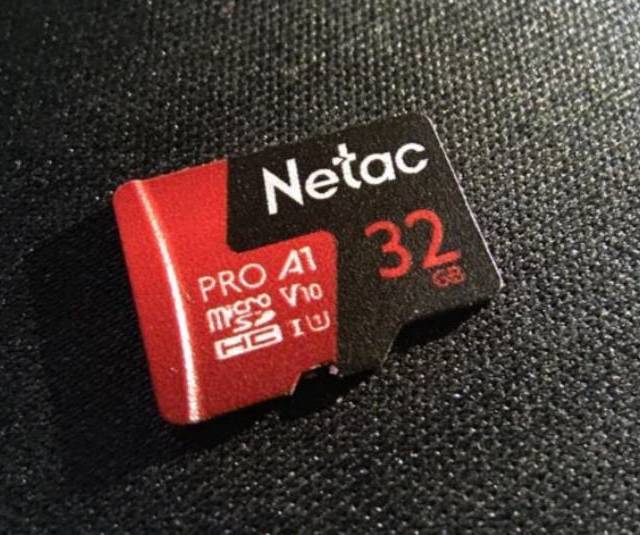 Netac
32
GB
PRO A1
micro SD V10
HC I U1